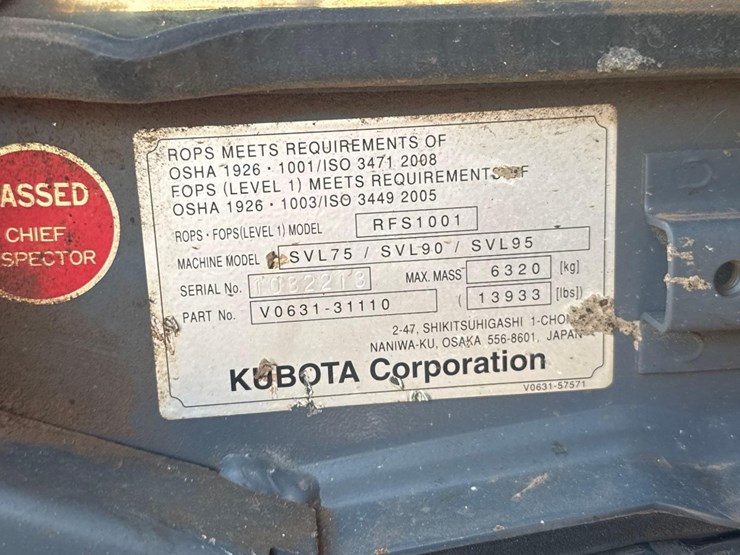 ASSED
CHIEF
SPECTOR
ROPS MEETS REQUIREMENTS OF
OSHA 1926・1001/ISO 3471 2008
FOPS (LEVEL 1) MEETS REQUIREMENTS OF
OSHA 1926・1003/ISO 3449 2005
ROPS・FOPS(LEVEL 1) MODEL RFS1001
MACHINE MODEL SVL75 / SVL90 / SVL95
SERIAL No. 1032213 MAX. MASS 6320 [kg]
PART No. V0631-31110 ( 13933 [lbs])
2-47, SHIKITSUHIGASHI 1-CHO
NANIWA-KU, OSAKA 556-8601, JAPAN
KUBOTA Corporation
V0631-57571